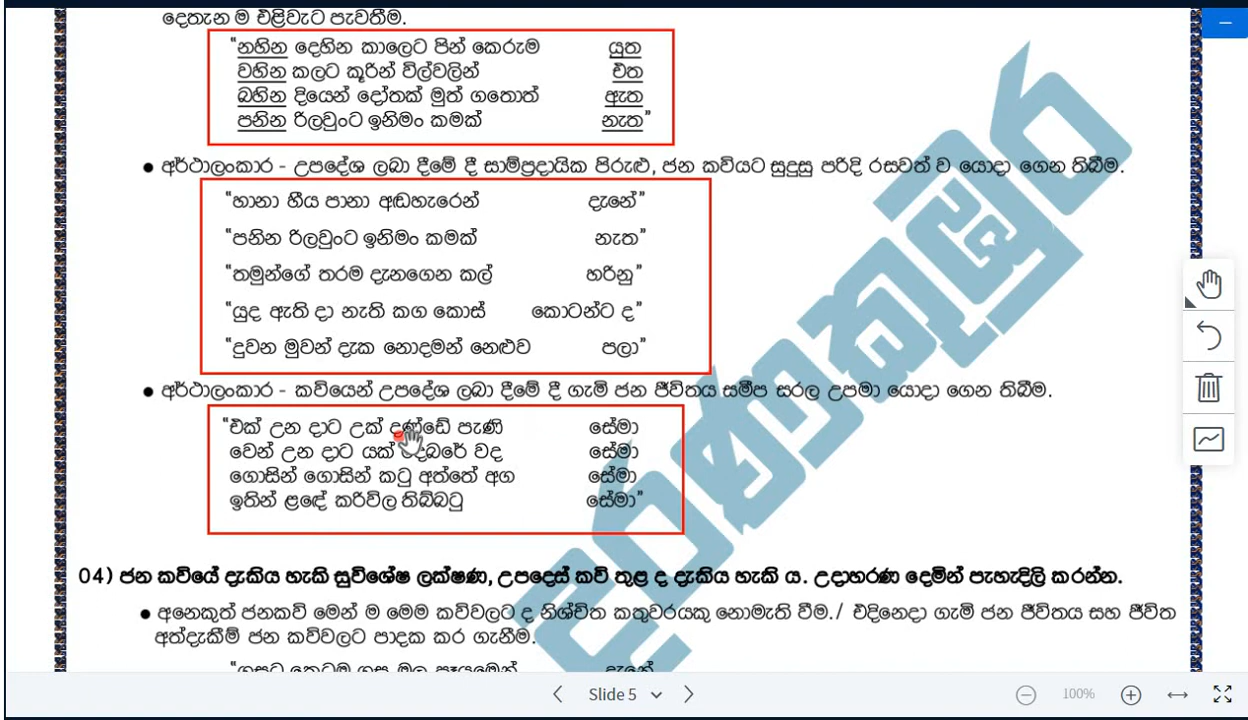 දෙතැන ම එළිවැට පැවතීම.
"නහින දෙහින කාලෙට පින් කෙරුම යුත
වහින කලට කූරින් විල්වලින් එත
බහින දියෙන් දෝතක් මුත් ගතොත් ඇත
පනින රිලවුංට ඉනිමං කමක් නැත"
• අර්ථාලංකාර - උපදේශ ලබා දීමේ දී සාම්ප්‍රදායික පිරුළු, ජන කවියට සුදුසු පරිදි රසවත් ව යොදා ගෙන තිබීම.
"හානා හීය පානා අඬහැරෙන් දැනේ"
"පනින රිලවුංට ඉනිමං කමක් නැත"
"තමුන්ගේ තරම දැනගෙන කල් හරිනු"
"යුද ඇති දා නැති කග කොස් කොටන්ට ද"
"දුවන මුවන් දැක නොදමන් නෙළුව පලා"
• අර්ථාලංකාර - කවියෙන් උපදේශ ලබා දීමේ දී ගැමි ජන ජීවිතය සමීප සරල උපමා යොදා ගෙන තිබීම.
"එක් උන දාට උක් දණ්ඩේ පැණි සේමා
වෙන් උන දාට යක් දෙබරේ වද සේමා
ගොසින් ගොසින් කටු අත්තේ අග සේමා
ඉතින් ළඳේ කරිවිල තිබ්බටු සේමා"
04) ජන කවියේ දැකිය හැකි සුවිශේෂ ලක්ෂණ, උපදෙස් කවි තුළ ද දැකිය හැකි ය. උදාහරණ දෙමින් පැහැදිලි කරන්න.
• අනෙකුත් ජනකවි මෙන් ම මෙම කවිවලට ද නිශ්චිත කතුවරයකු නොමැති වීම./ එදිනෙදා ගැමි ජන ජීවිතය සහ ජීවිත
අත්දැකීම් ජන කවිවලට පාදක කර ගැනීම.
Slide 5
100%